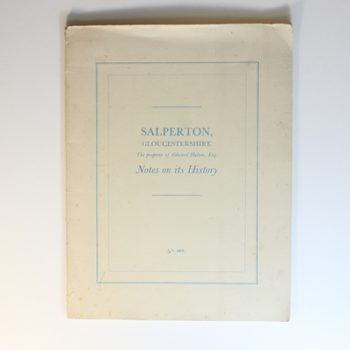 SALPERTON,
GLOUCESTERSHIRE
The property of Edward Hulton, Esq.
Notes on its History